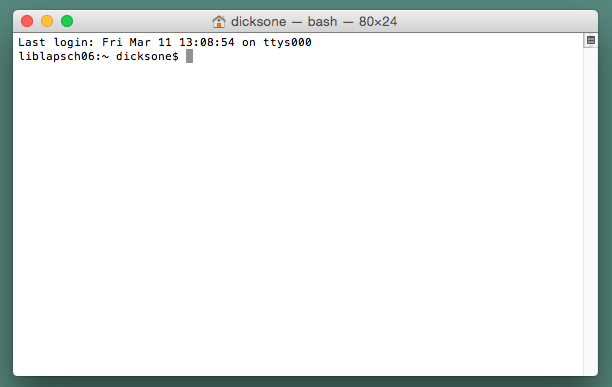 dicksone — bash — 80×24
Last login: Fri Mar 11 13:08:54 on ttys000
liblapsch06:~ dicksone$